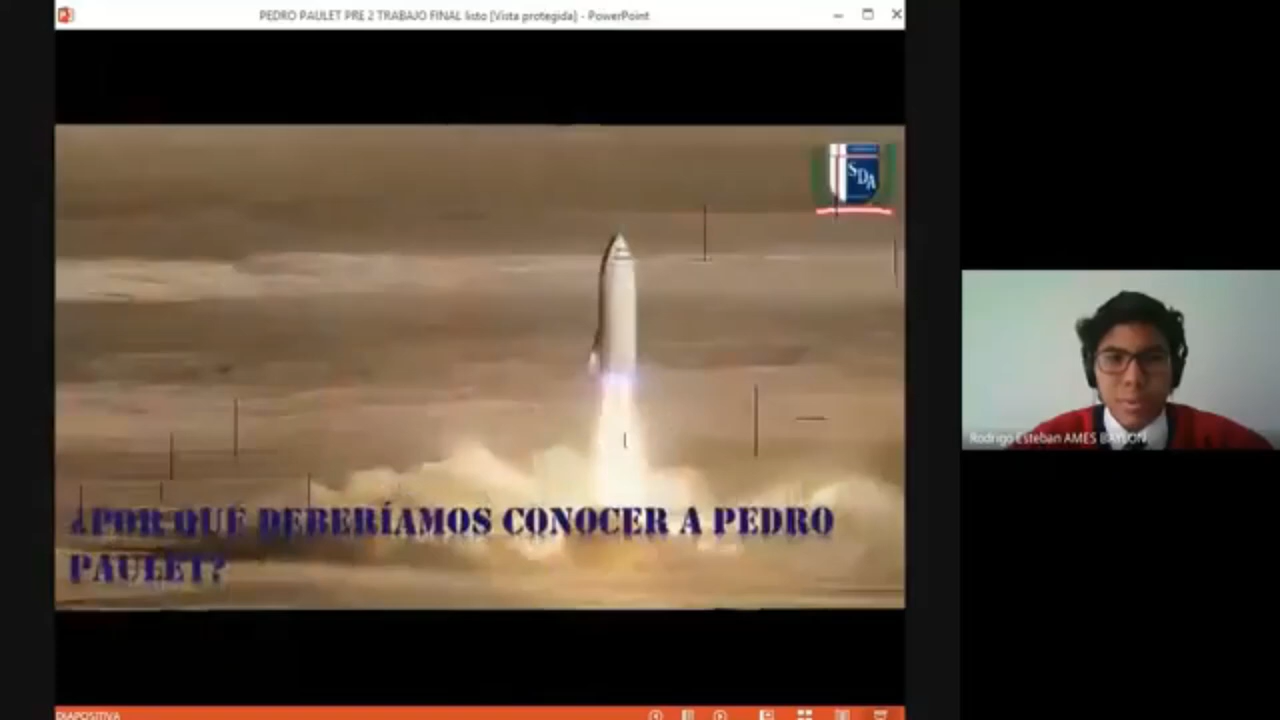 PEDRO PAULET PRE 2 TRABAJO FINAL listo [Vista protegida] - PowerPoint
SDA
¿POR QUÉ DEBERÍAMOS CONOCER A PEDRO
PAULET?
Rodrigo Esteban AMES BAYLON
DIAPOSITIVA